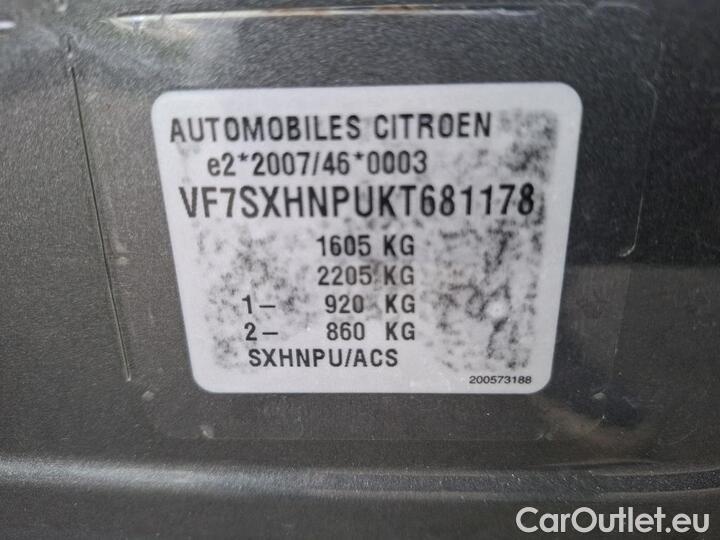 AUTOMOBILES CITROEN
e2*2007/46*0003
VF7SXHNPUKT681178
1605 KG
2205 KG
1- 920 KG
2- 860 KG
SXHNPU/ACS
200573188
CarOutlet.eu